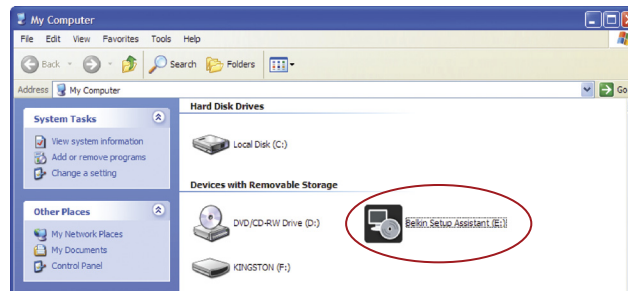 My Computer
File Edit View Favorites Tools Help
Back Search Folders
Address My Computer Go
System Tasks
View system information
Add or remove programs
Change a setting
Other Places
My Network Places
My Documents
Control Panel
Hard Disk Drives
Local Disk (C:)
Devices with Removable Storage
DVD/CD-RW Drive (D:)
Belkin Setup Assistant (E:)
KINGSTON (F:)